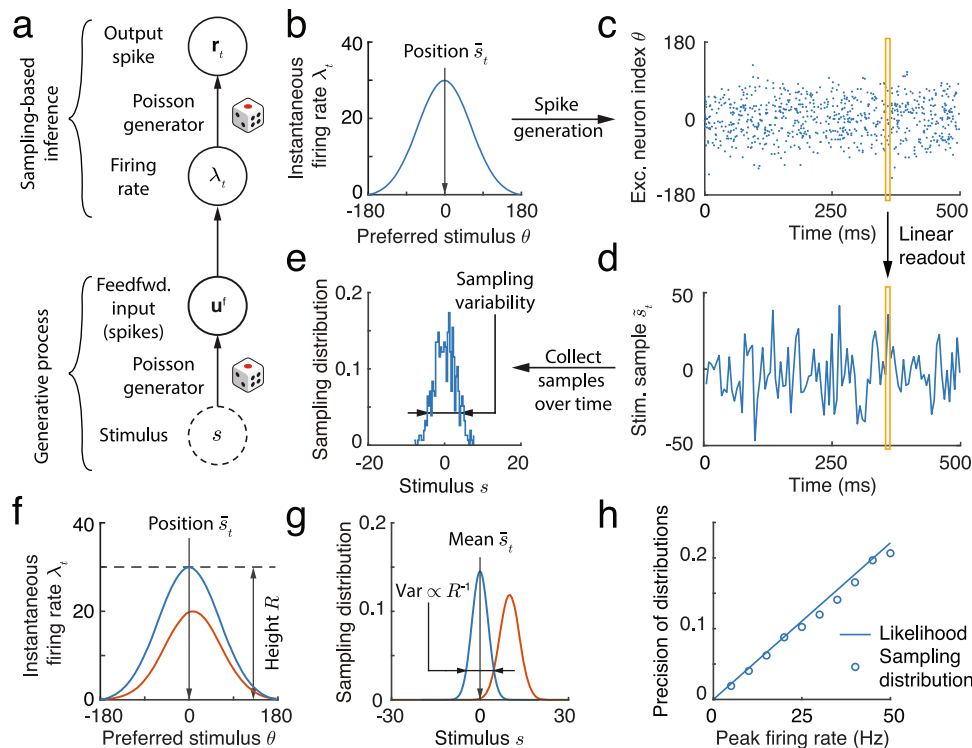 a
Sampling-based
inference
Output
spike
r_t
Poisson
generator
Firing
rate
λ_t
Generative process
Feedfwd.
input
(spikes)
u^f
Poisson
generator
Stimulus
s
b
Instantaneous
firing rate λ_t
40
30
0
Position s̄_t
-180
0
180
Preferred stimulus θ
Spike
generation
c
Exc. neuron index θ
180
0
-180
0
250
500
Time (ms)
Linear
readout
d
Stim. sample s̃_t
50
0
-50
0
250
500
Time (ms)
Collect
samples
over time
e
Sampling distribution
0.2
0.1
0
Sampling
variability
-20
0
20
Stimulus s
f
Instantaneous
firing rate λ_t
40
20
0
Position s̄_t
Height R
-180
0
180
Preferred stimulus θ
g
Sampling distribution
0.2
0.1
0
Mean s̄_t
Var ∝ R⁻¹
-30
0
30
Stimulus s
h
Precision of distributions
0.2
0.1
0
Likelihood
Sampling
distribution
0
25
50
Peak firing rate (Hz)